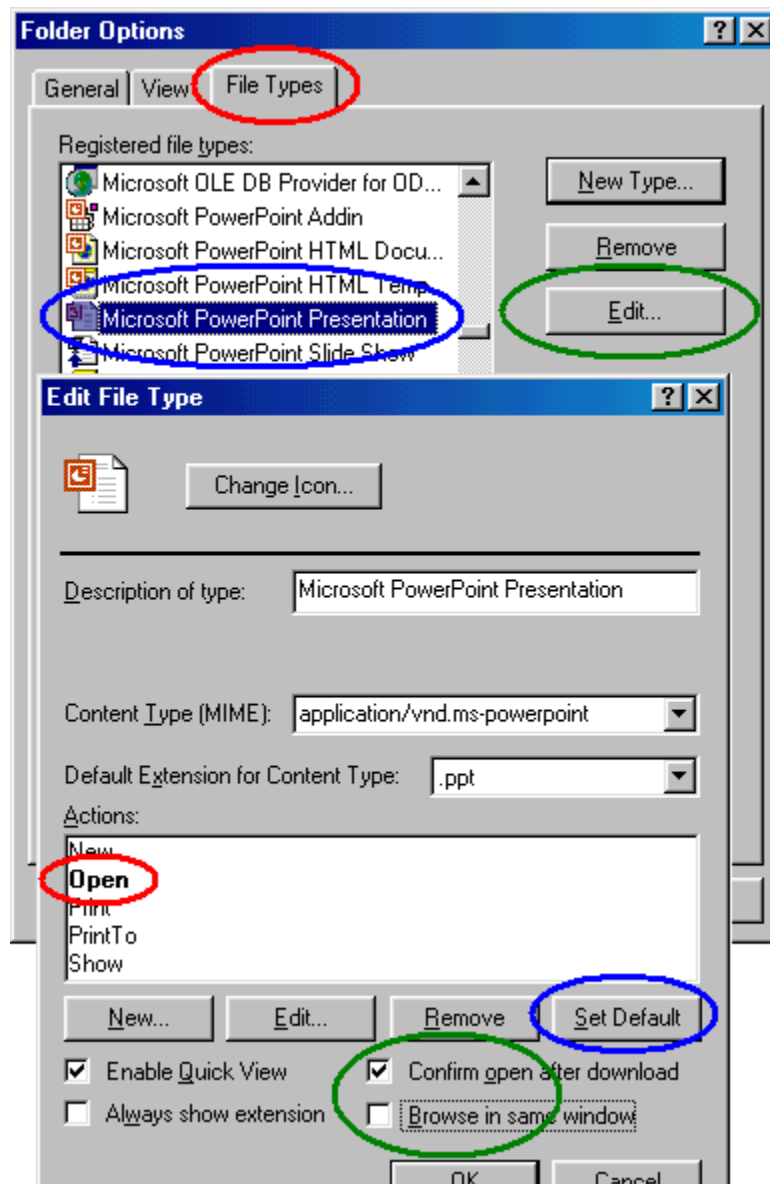 Folder Options
General View File Types
Registered file types:
Microsoft OLE DB Provider for OD...
New Type...
Microsoft PowerPoint Addin
Microsoft PowerPoint HTML Docu...
Remove
Microsoft PowerPoint HTML Temp...
Microsoft PowerPoint Presentation
Edit...
Microsoft PowerPoint Slide Show
Edit File Type
Change Icon...
Description of type: Microsoft PowerPoint Presentation
Content Type (MIME): application/vnd.ms-powerpoint
Default Extension for Content Type: .ppt
Actions:
New
Open
Print
PrintTo
Show
New... Edit... Remove Set Default
Enable Quick View Confirm open after download
Always show extension Browse in same window
OK Cancel